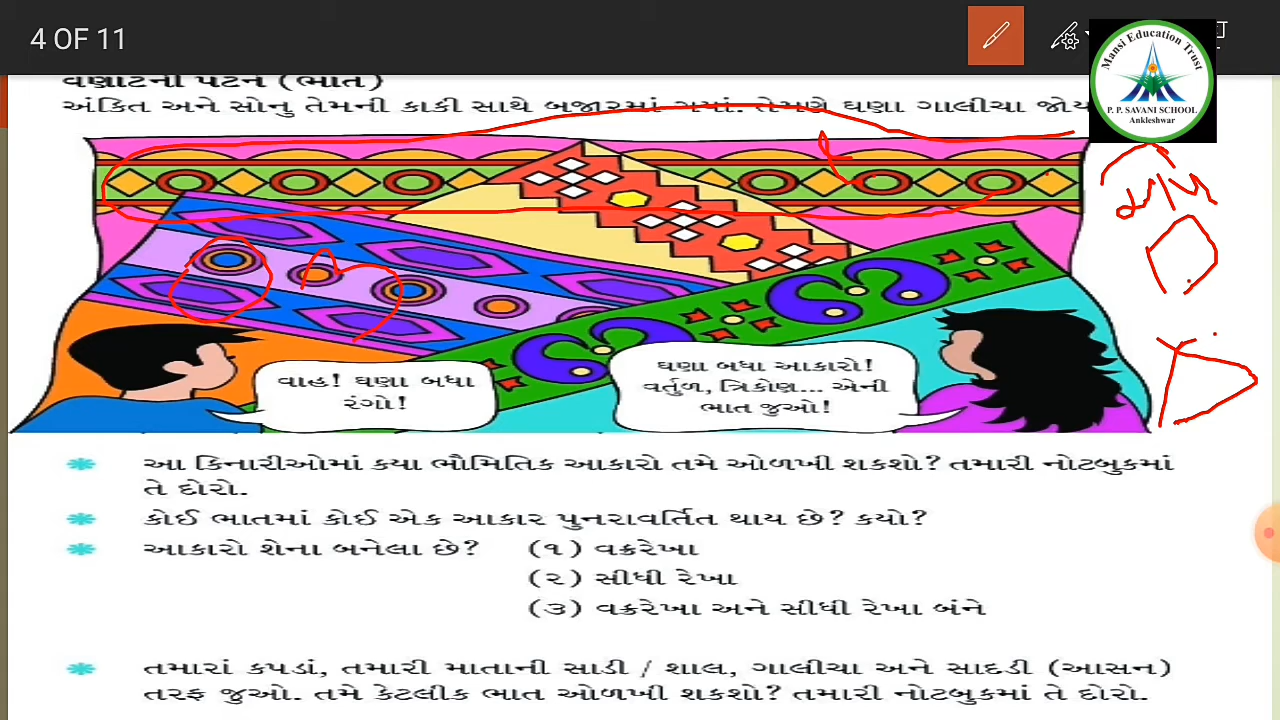 4 OF 11
Mansi Education Trust
P. P. SAVANI SCHOOL
Ankleshwar
વણાટની પેટર્ન (ભાત)
અંકિત અને સોનુ તેમની કાકી સાથે બજારમાં ગયાં. તેમણે ઘણા ગાલીચા
વાહ! ઘણા બધા
રંગો!
ઘણા બધા આકારો!
વર્તુળ, ત્રિકોણ... એની
ભાત જુઓ!
આ કિનારીઓમાં કયા ભૌમિતિક આકારો તમે ઓળખી શકશો? તમારી નોટબુકમાં
તે દોરો.
કોઈ ભાતમાં કોઈ એક આકાર પુનરાવર્તિત થાય છે? કયો?
આકારો શેના બનેલા છે? (૧) વક્રરેખા
(૨) સીધી રેખા
(૩) વક્રરેખા અને સીધી રેખા બંને
તમારાં કપડાં, તમારી માતાની સાડી / શાલ, ગાલીચા અને સાદડી (આસન)
તરફ જુઓ. તમે કેટલીક ભાત ઓળખી શકશો? તમારી નોટબુકમાં તે દોરો.